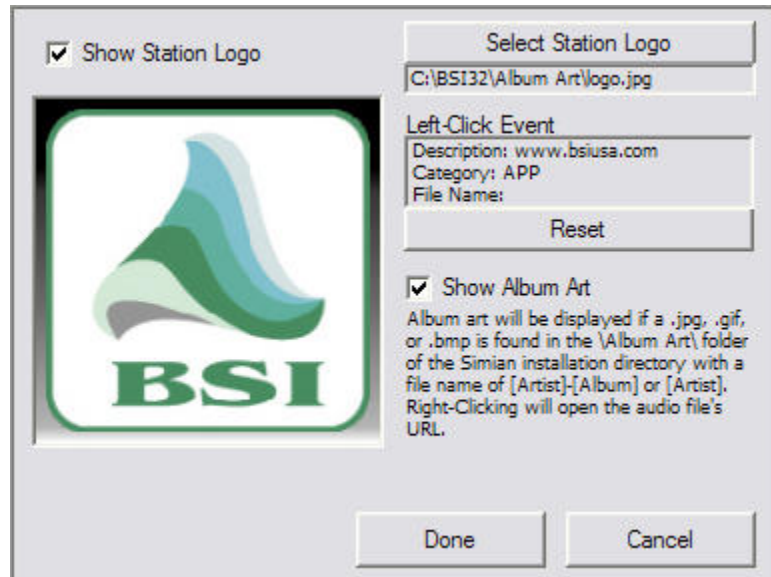 Show Station Logo
BSI
Select Station Logo
C:\BSI32\Album Art\logo.jpg
Left-Click Event
Description: www.bsiusa.com
Category: APP
File Name:
Reset
Show Album Art
Album art will be displayed if a .jpg, .gif,
or .bmp is found in the \Album Art\ folder
of the Simian installation directory with a
file name of [Artist]-[Album] or [Artist].
Right-Clicking will open the audio file's
URL.
Done
Cancel